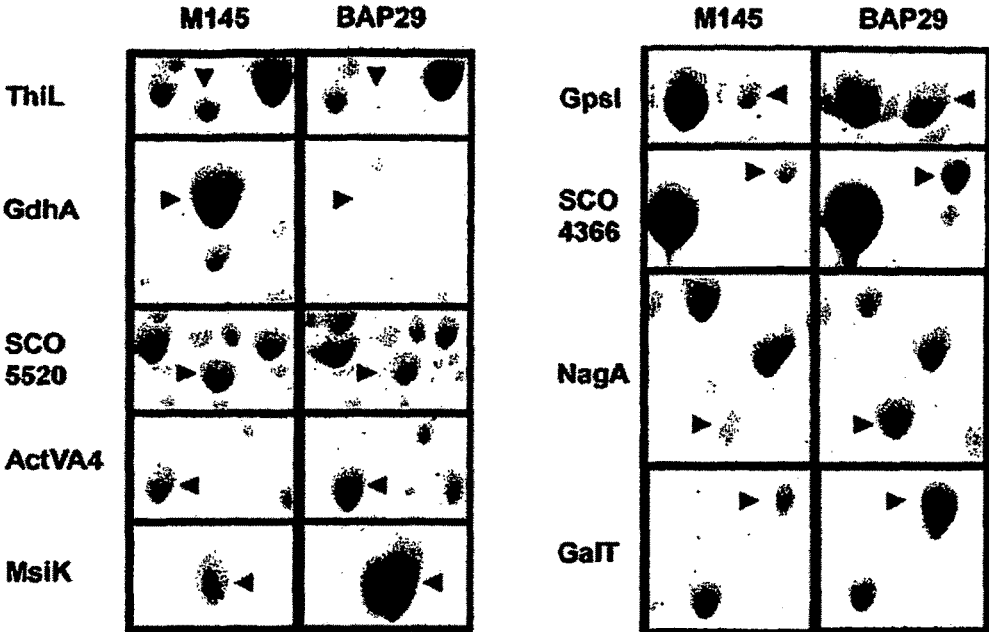 M145 BAP29
ThiL
GdhA
SCO
5520
ActVA4
MsiK
M145 BAP29
GpsI
SCO
4366
NagA
GalT